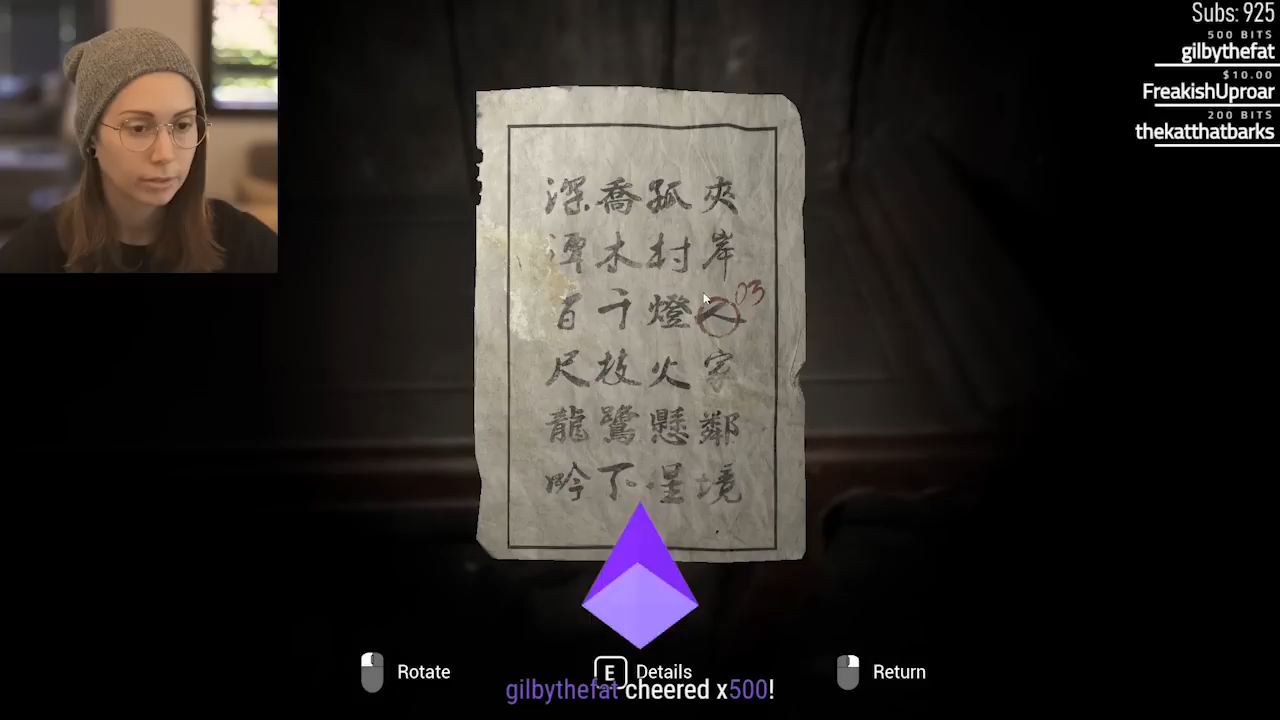 Subs: 925
500 BITS
gilbythefat
$10.00
FreakishUproar
200 BITS
thekatthatbarks
夾岸人家鄰境
03
孤村燈火懸星
喬木千枝鷺下
深潭百尺龍吟
Rotate
E Details
Return
gilbythefat cheered x500!